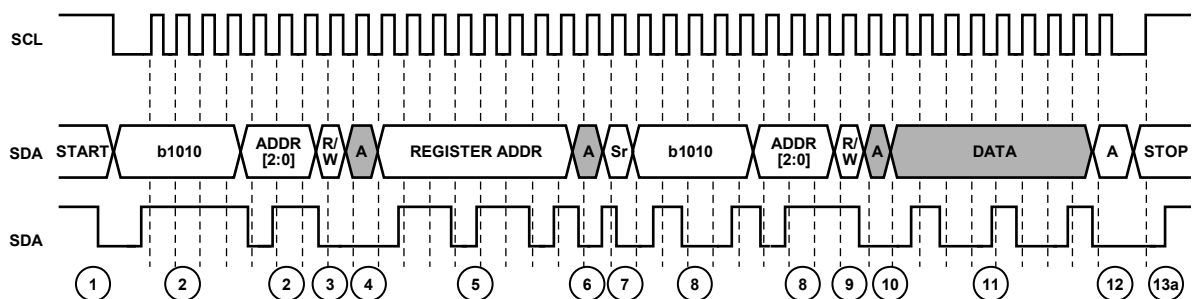 SCL
SDA START b1010 ADDR [2:0] R/W A REGISTER ADDR A Sr b1010 ADDR [2:0] R/W A DATA A STOP
SDA
1 2 2 3 4 5 6 7 8 8 9 10 11 12 13a